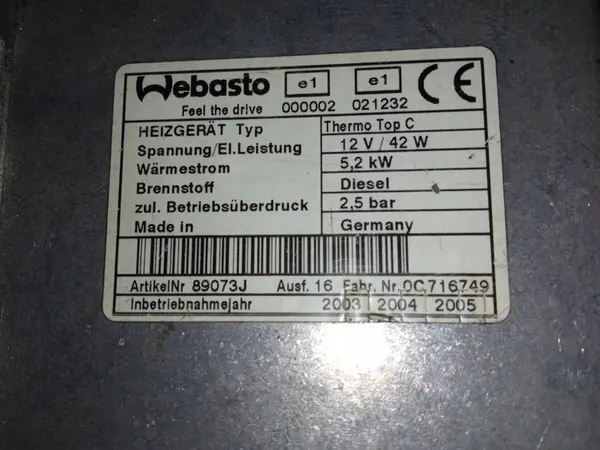 Webasto e1 e1 CE
Feel the drive 000002 021232
HEIZGERÄT Typ Thermo Top C
Spannung/El.Leistung 12 V / 42 W
Wärmestrom 5,2 kW
Brennstoff Diesel
zul. Betriebsüberdruck 2,5 bar
Made in Germany
ArtikelNr 89073J Ausf. 16 Fabr. Nr. 0C716749
Inbetriebnahmejahr 2003 2004 2005